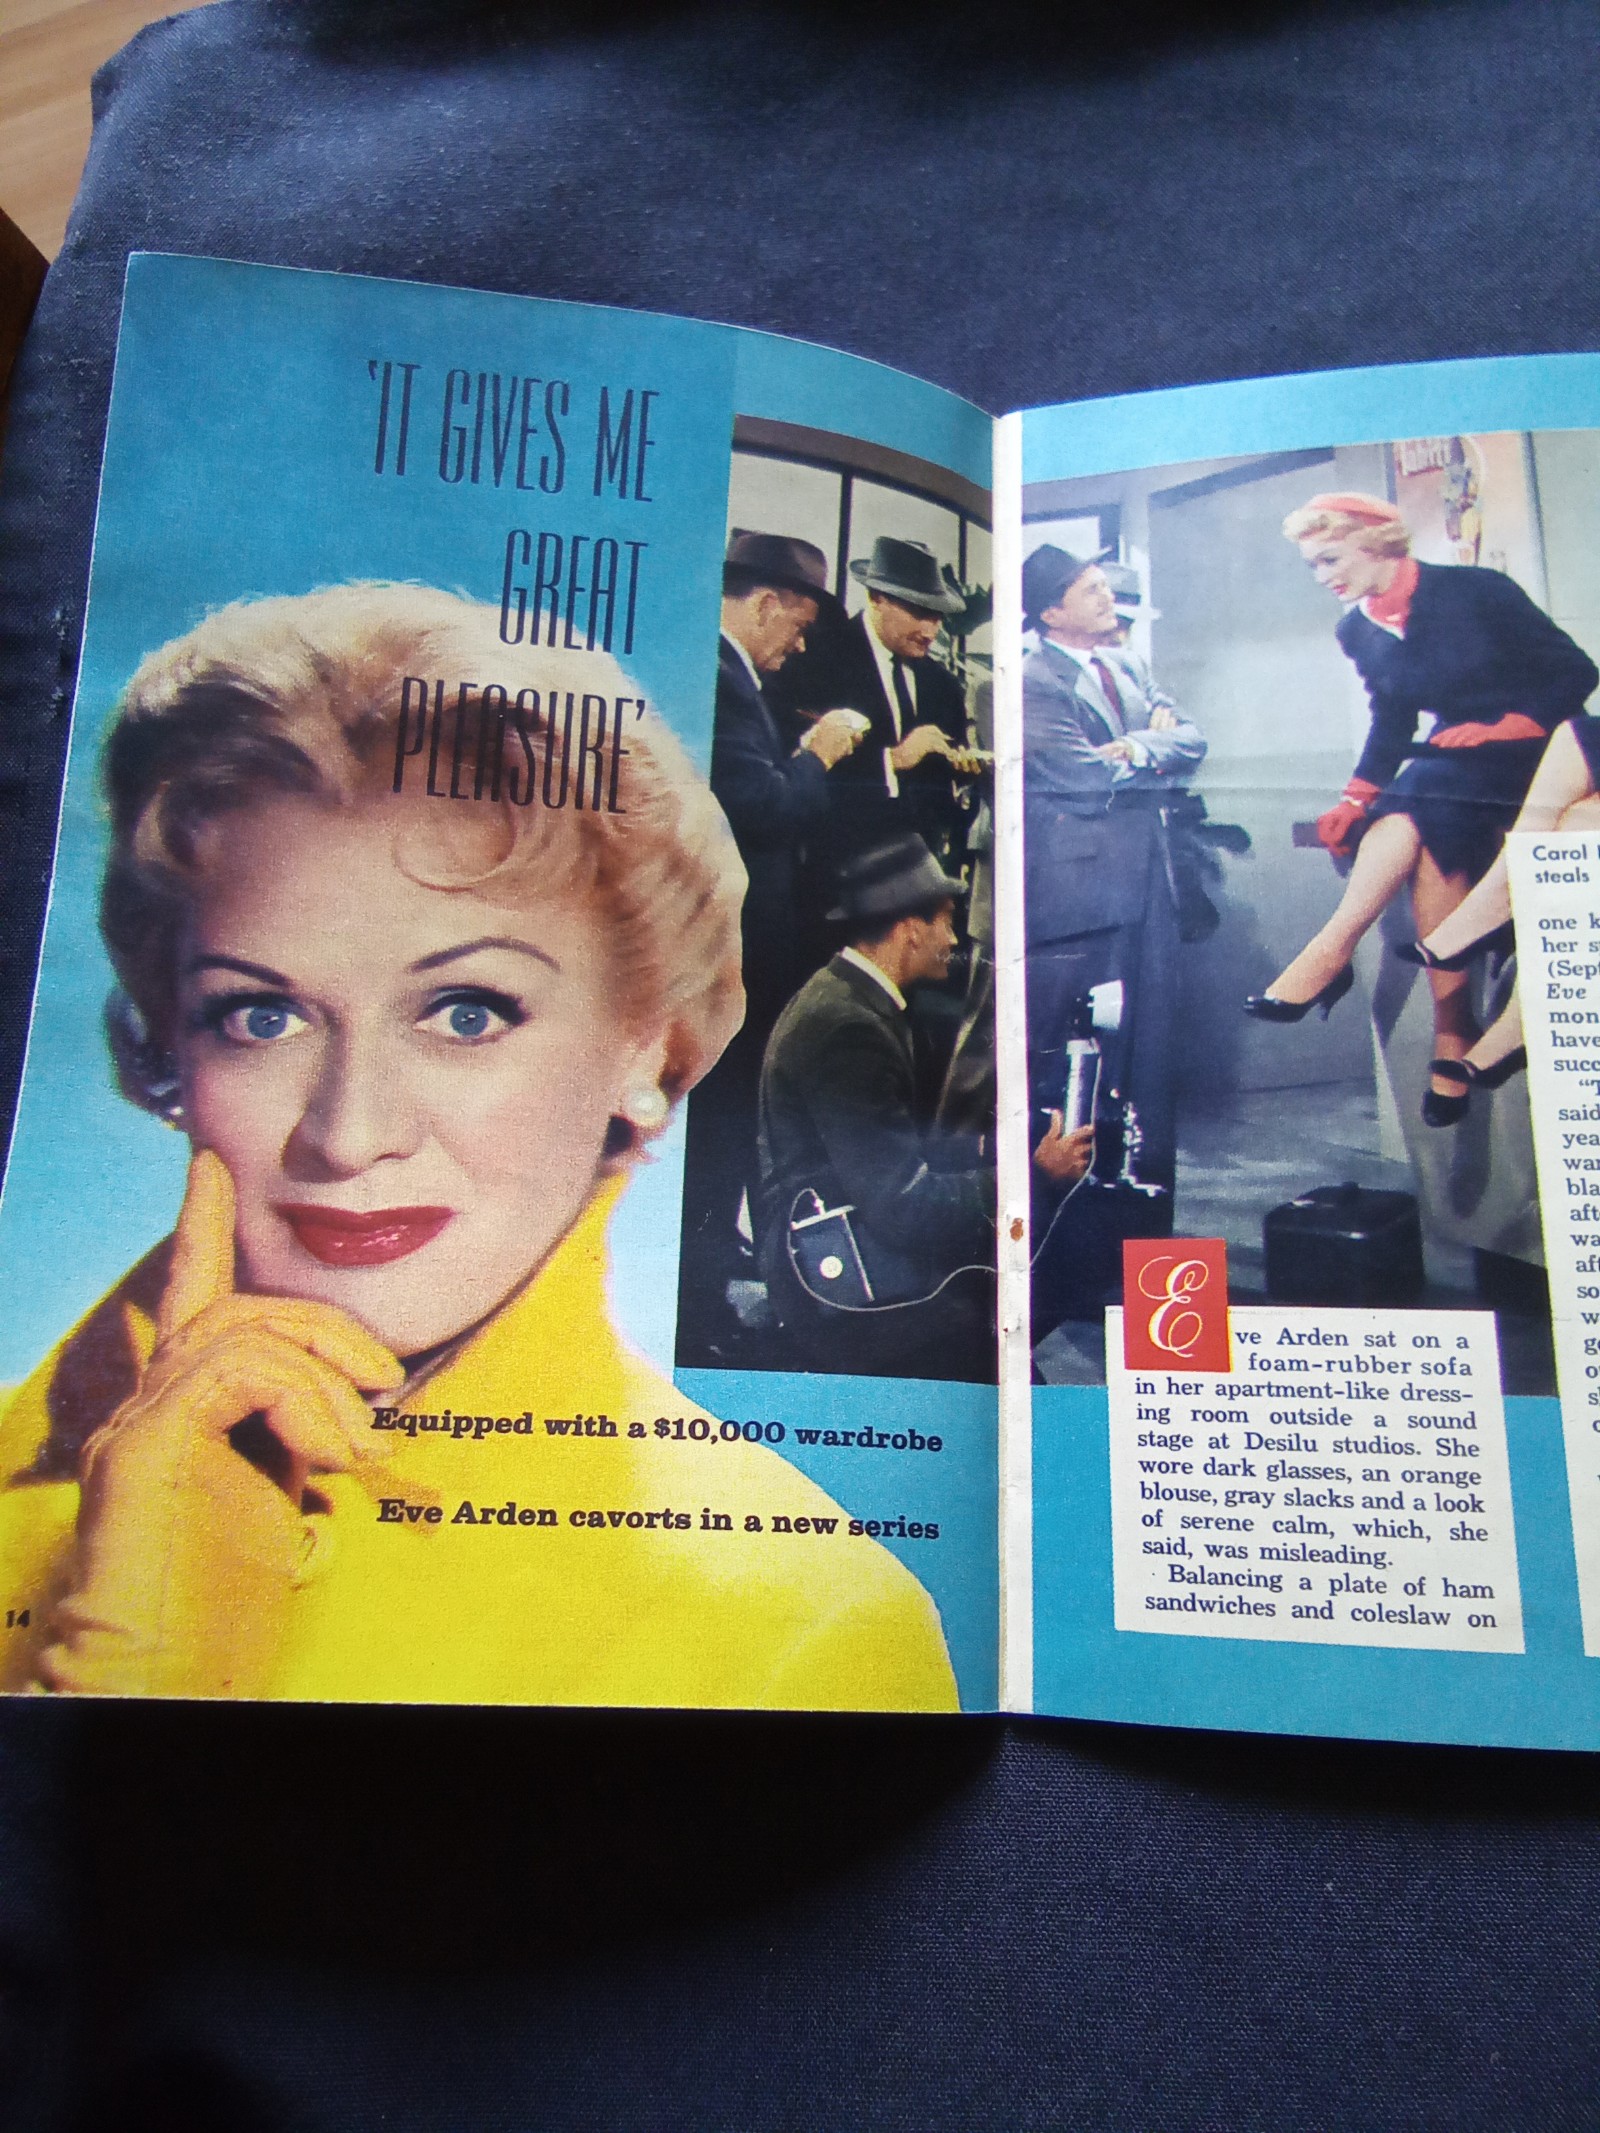 'IT GIVES ME
GREAT
PLEASURE'
Equipped with a $10,000 wardrobe
Eve Arden cavorts in a new series
14
Eve Arden sat on a
foam-rubber sofa
in her apartment-like dress-
ing room outside a sound
stage at Desilu studios. She
wore dark glasses, an orange
blouse, gray slacks and a look
of serene calm, which, she
said, was misleading.
Balancing a plate of ham
sandwiches and coleslaw on
Carol
steals
one
her
(Sept
Eve
have
"T
said